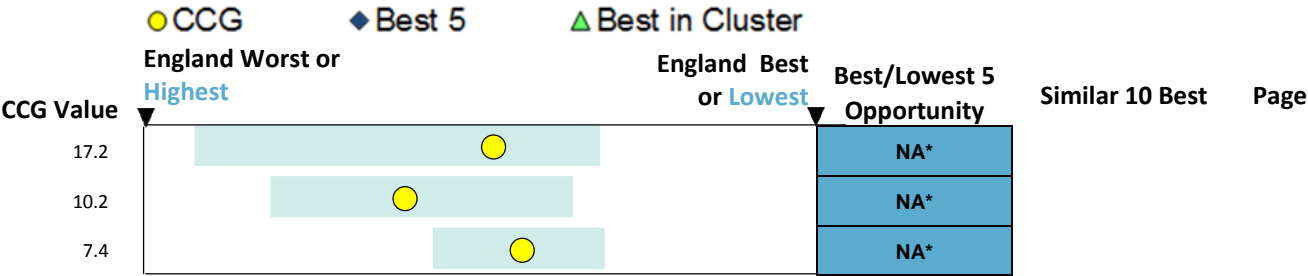 CCG Best 5 Best in Cluster
England Worst or Highest
England Best or Lowest
Best/Lowest 5 Opportunity
Similar 10 Best
Page
CCG Value
17.2 NA*
10.2 NA*
7.4 NA*